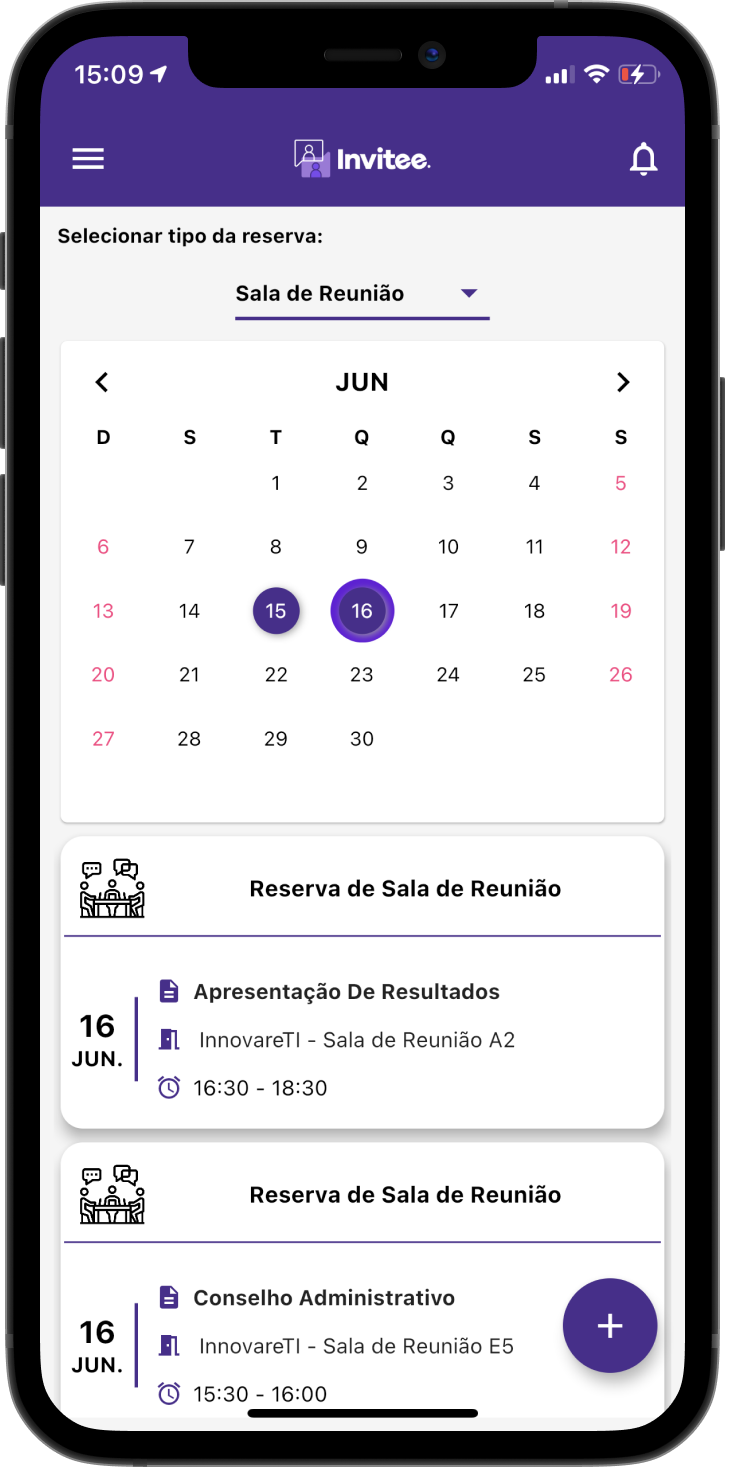 15:09
Invitee.
Selecionar tipo da reserva:
Sala de Reunião
JUN
D S T Q Q S S
1 2 3 4 5
6 7 8 9 10 11 12
13 14 15 16 17 18 19
20 21 22 23 24 25 26
27 28 29 30
Reserva de Sala de Reunião
Apresentação De Resultados
16
JUN.
InnovareTI - Sala de Reunião A2
16:30 - 18:30
Reserva de Sala de Reunião
Conselho Administrativo
16
JUN.
InnovareTI - Sala de Reunião E5
15:30 - 16:00